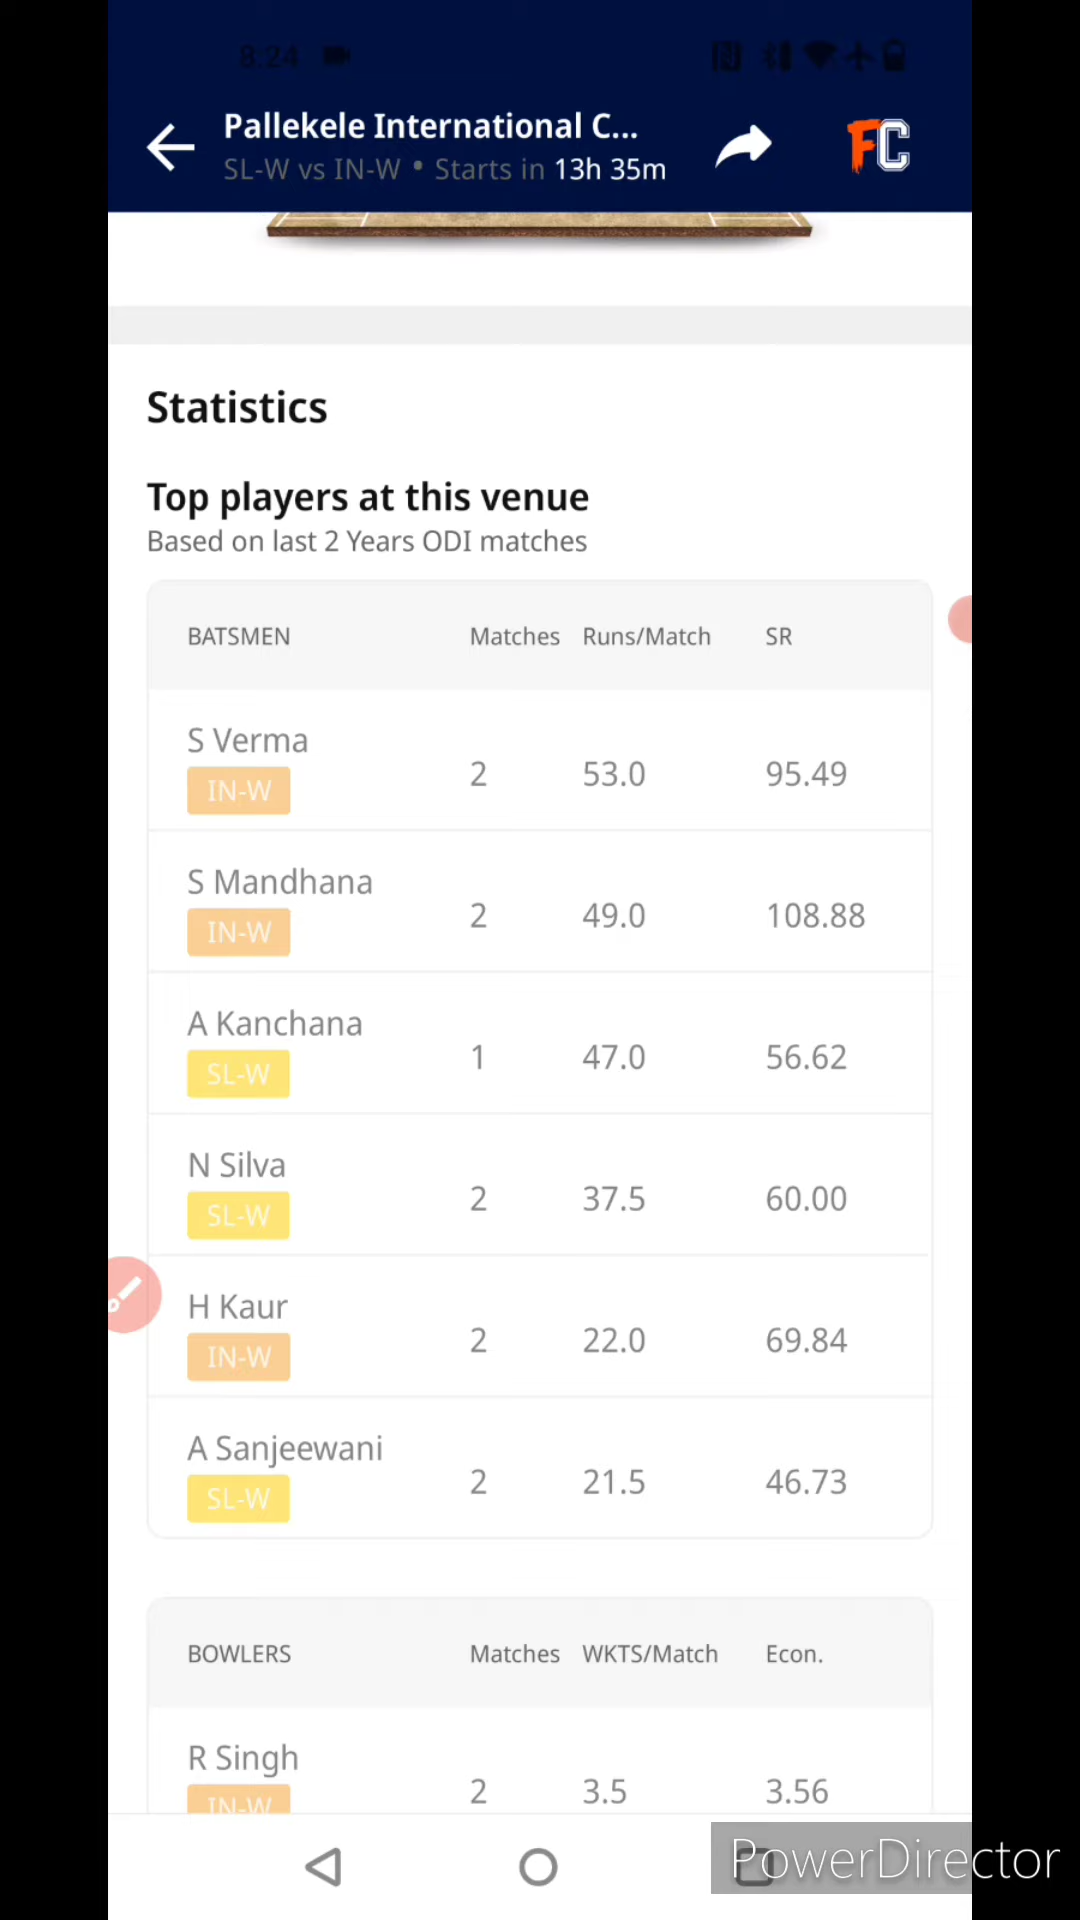 8:24
Pallekele International C...
SL-W vs IN-W • Starts in 13h 35m
FC
Statistics
Top players at this venue
Based on last 2 Years ODI matches
BATSMEN Matches Runs/Match SR
S Verma
IN-W
2 53.0 95.49
S Mandhana
IN-W
2 49.0 108.88
A Kanchana
SL-W
1 47.0 56.62
N Silva
SL-W
2 37.5 60.00
H Kaur
IN-W
2 22.0 69.84
A Sanjeewani
SL-W
2 21.5 46.73
BOWLERS Matches WKTS/Match Econ.
R Singh
IN-W
2 3.5 3.56
PowerDirector